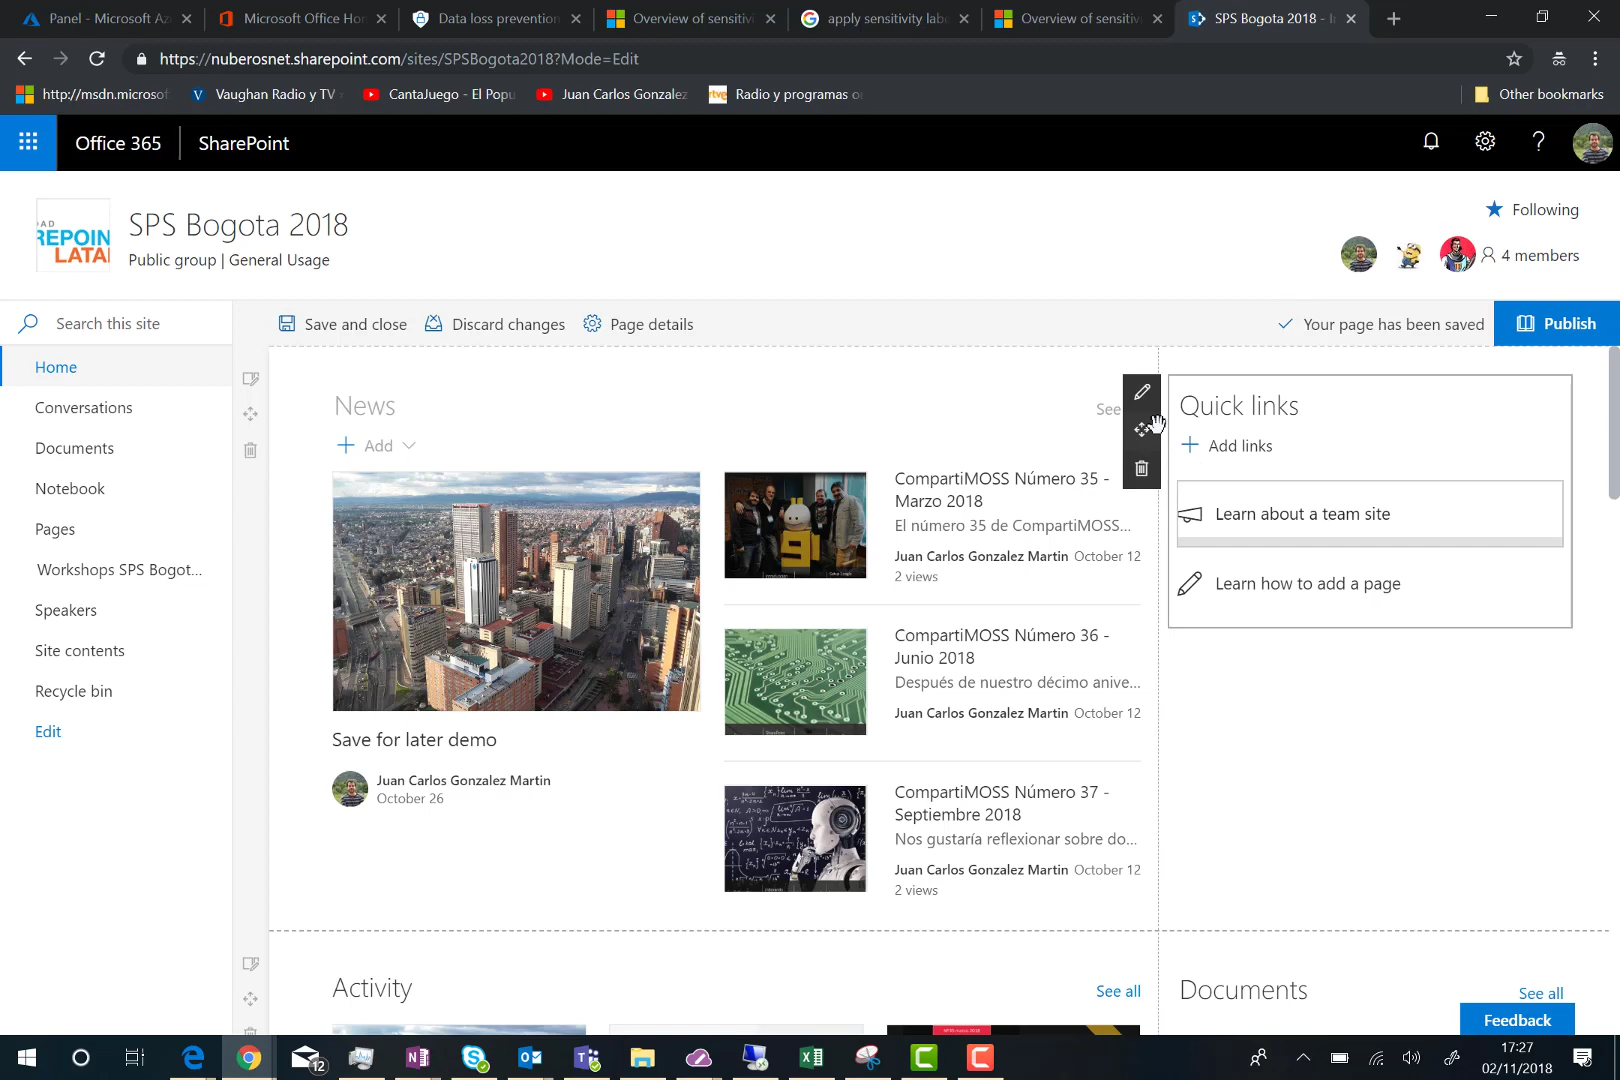 Panel - Microsoft Az
Microsoft Office Hor
Data loss prevention
Overview of sensitivi
apply sensitivity labe
Overview of sensitiv
SPS Bogota 2018 - I
https://nuberosnet.sharepoint.com/sites/SPSBogota2018?Mode=Edit
http://msdn.microsof
Vaughan Radio y TV
CantaJuego - El Popu
Juan Carlos Gonzalez
Radio y programas o
Other bookmarks
Office 365
SharePoint
AD
REPOIN
LATA
SPS Bogota 2018
Public group | General Usage
Following
4 members
Search this site
Save and close
Discard changes
Page details
Your page has been saved
Publish
Home
Conversations
Documents
Notebook
Pages
Workshops SPS Bogot...
Speakers
Site contents
Recycle bin
Edit
News
See
Add
Save for later demo
Juan Carlos Gonzalez Martin
October 26
CompartiMOSS Número 35 -
Marzo 2018
El número 35 de CompartiMOSS...
Juan Carlos Gonzalez Martin October 12
2 views
CompartiMOSS Número 36 -
Junio 2018
Después de nuestro décimo anive...
Juan Carlos Gonzalez Martin October 12
CompartiMOSS Número 37 -
Septiembre 2018
Nos gustaría reflexionar sobre do...
Juan Carlos Gonzalez Martin October 12
2 views
Quick links
Add links
Learn about a team site
Learn how to add a page
Activity
See all
Documents
See all
Feedback
12
17:27
02/11/2018